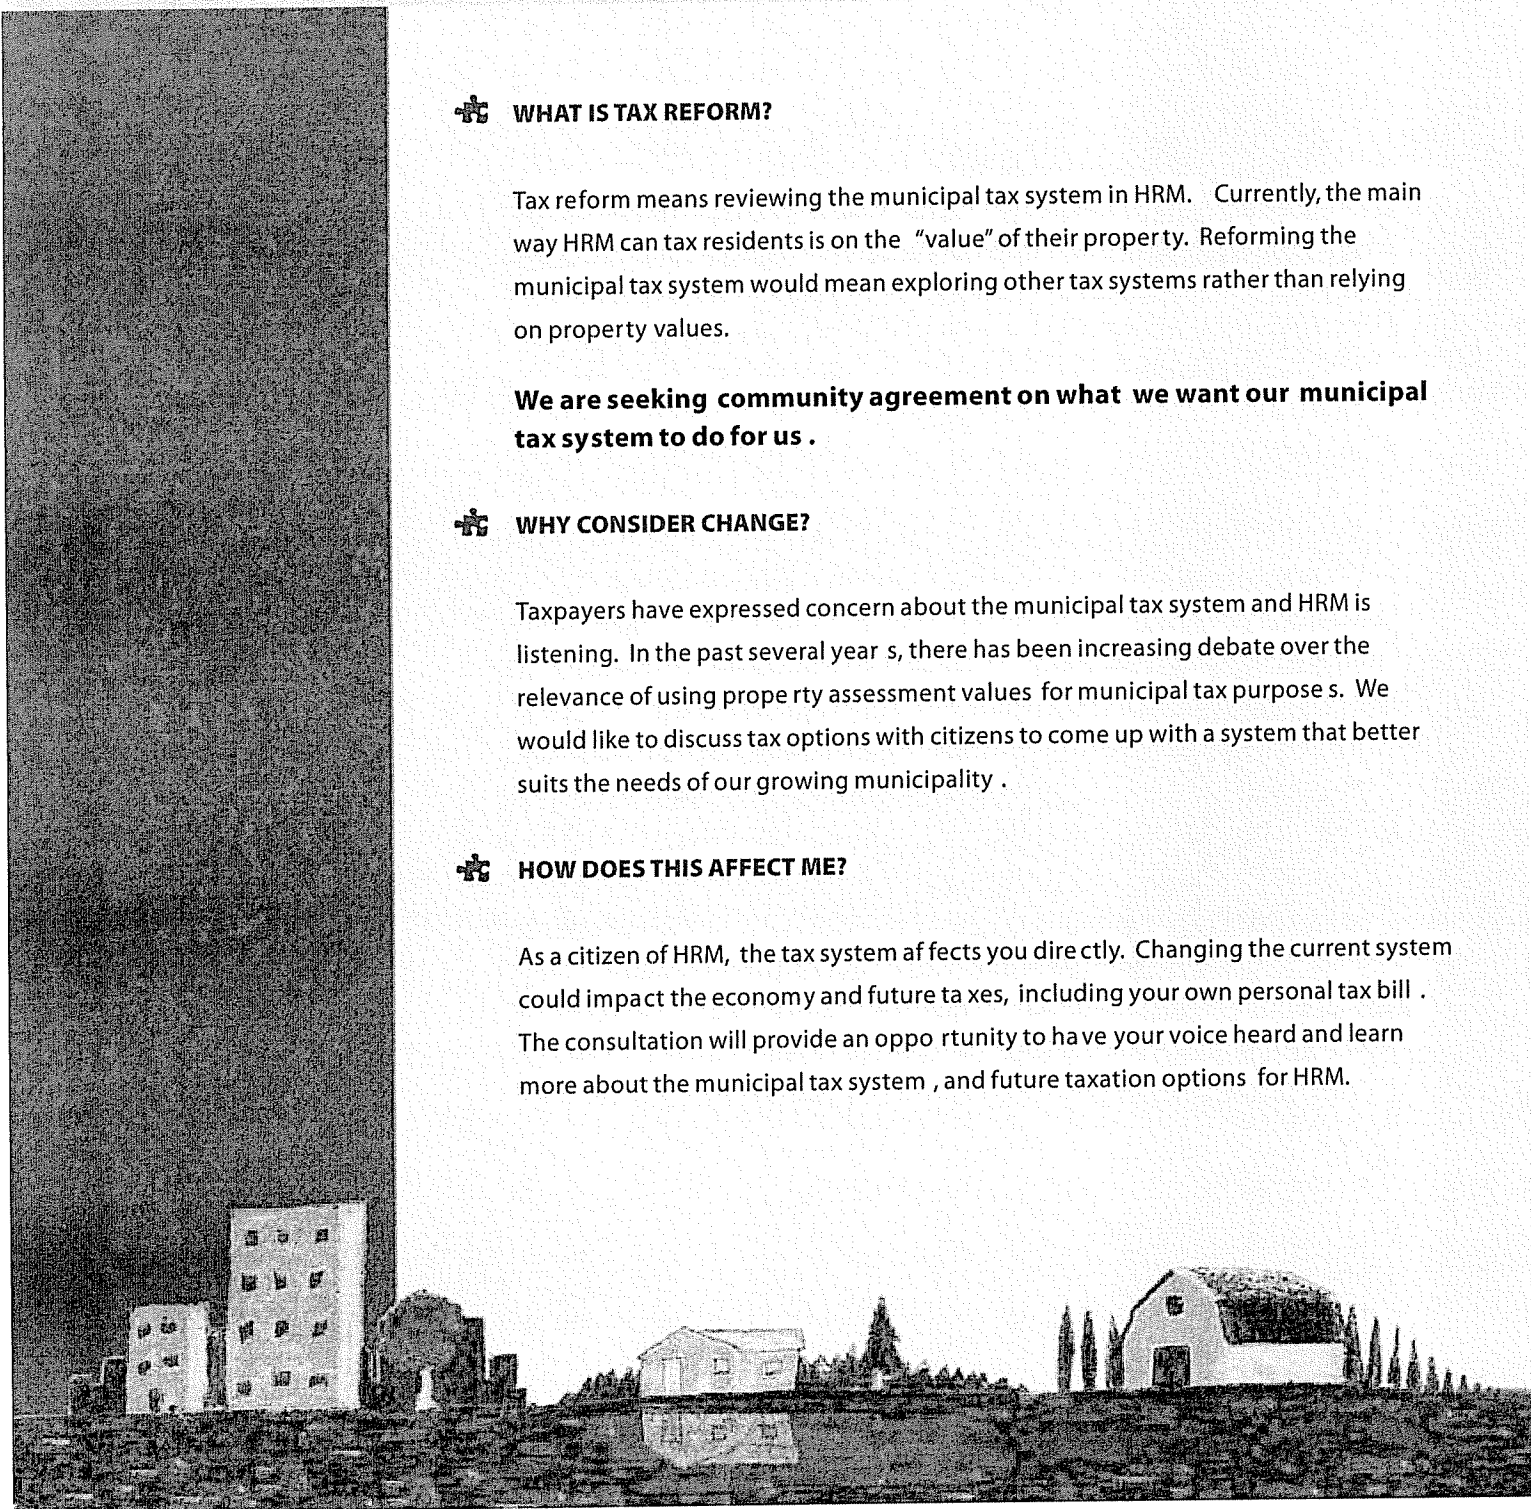 WHAT IS TAX REFORM?
Tax reform means reviewing the municipal tax system in HRM. Currently, the main
way HRM can tax residents is on the "value" of their property. Reforming the
municipal tax system would mean exploring other tax systems rather than relying
on property values.
We are seeking community agreement on what we want our municipal
tax system to do for us .
WHY CONSIDER CHANGE?
Taxpayers have expressed concern about the municipal tax system and HRM is
listening. In the past several year s, there has been increasing debate over the
relevance of using prope rty assessment values for municipal tax purpose s. We
would like to discuss tax options with citizens to come up with a system that better
suits the needs of our growing municipality .
HOW DOES THIS AFFECT ME?
As a citizen of HRM, the tax system af fects you dire ctly. Changing the current system
could impact the economy and future ta xes, including your own personal tax bill .
The consultation will provide an oppo rtunity to have your voice heard and learn
more about the municipal tax system , and future taxation options for HRM.